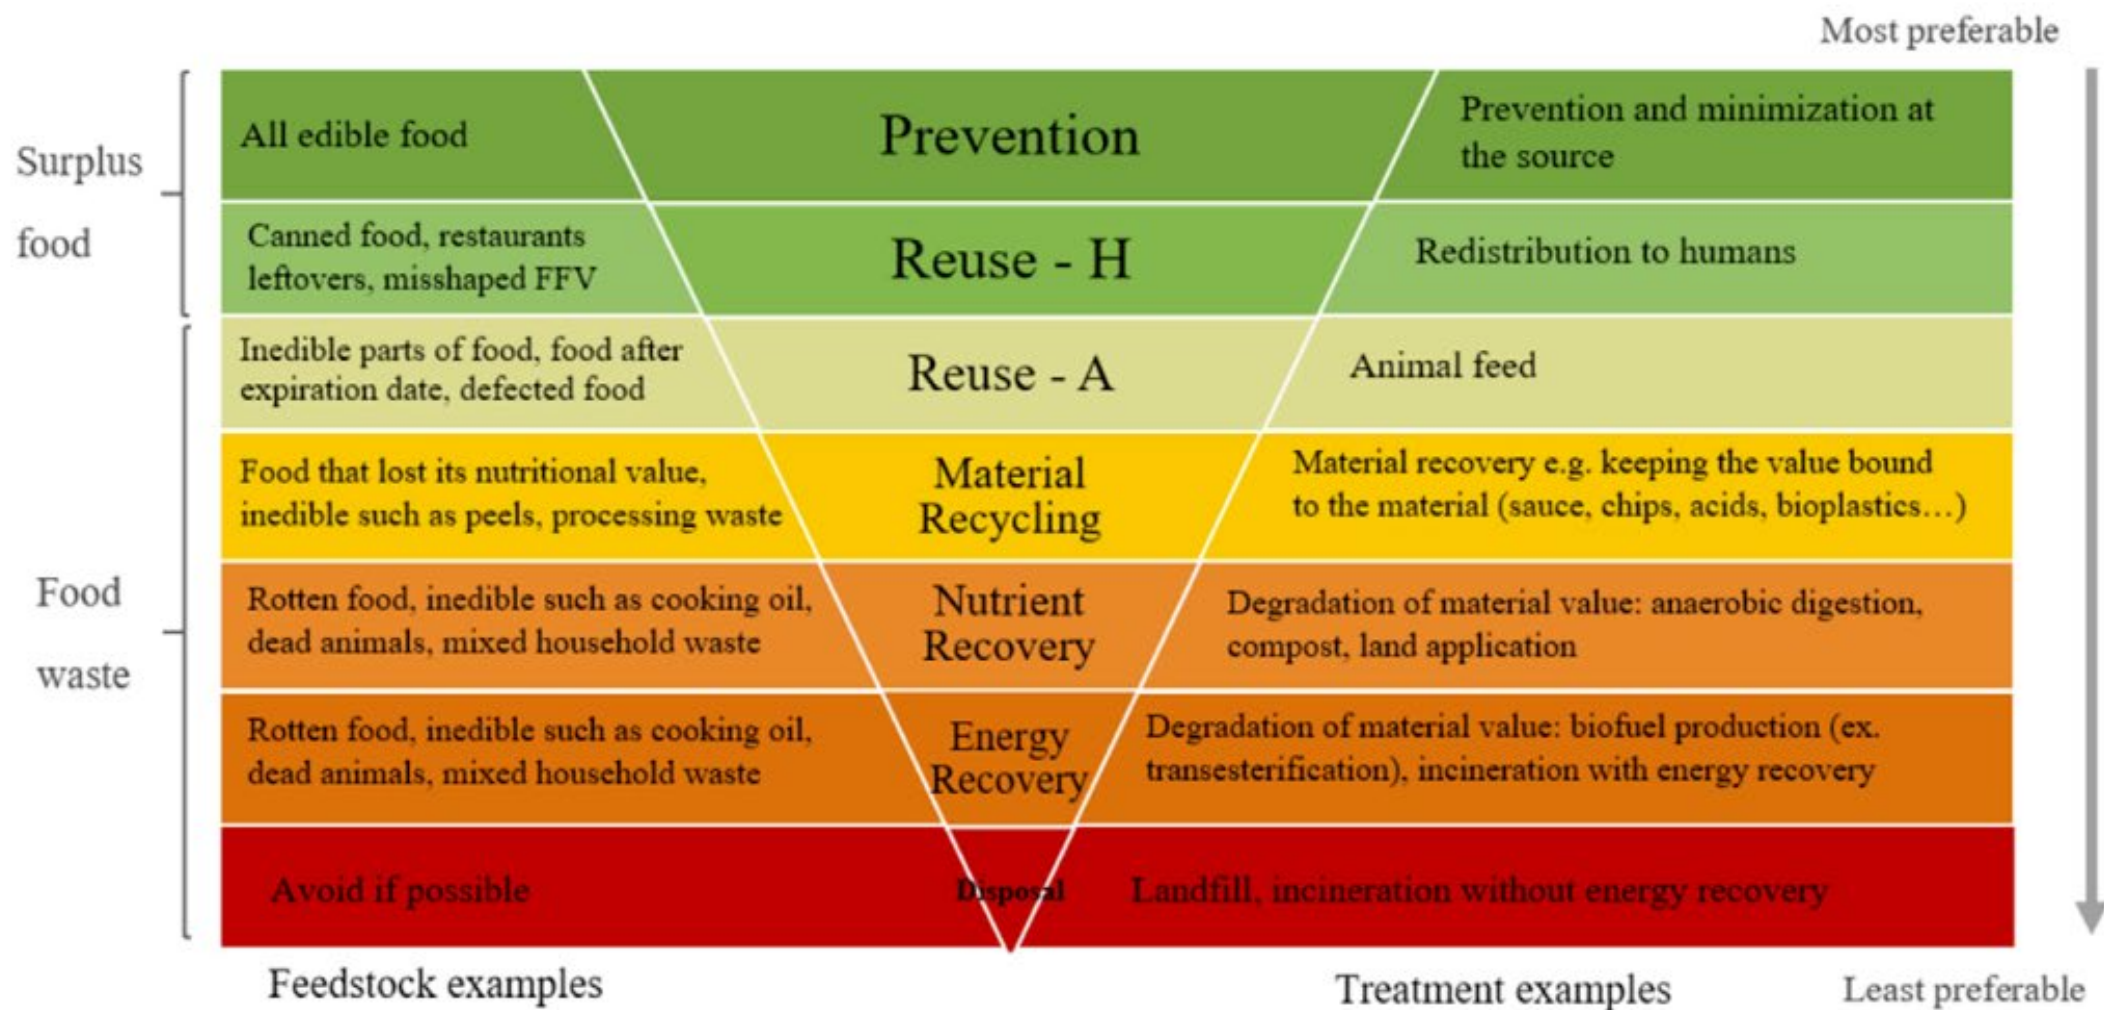 Most preferable
Surplus
food
All edible food
Prevention
Prevention and minimization at
the source
Canned food, restaurants
leftovers, misshaped FFV
Reuse - H
Redistribution to humans
Food
waste
Inedible parts of food, food after
expiration date, defected food
Reuse - A
Animal feed
Food that lost its nutritional value,
inedible such as peels, processing waste
Material
Recycling
Material recovery e.g. keeping the value bound
to the material (sauce, chips, acids, bioplastics…)
Rotten food, inedible such as cooking oil,
dead animals, mixed household waste
Nutrient
Recovery
Degradation of material value: anaerobic digestion,
compost, land application
Rotten food, inedible such as cooking oil,
dead animals, mixed household waste
Energy
Recovery
Degradation of material value: biofuel production (ex.
transesterification), incineration with energy recovery
Avoid if possible
Disposal
Landfill, incineration without energy recovery
Feedstock examples
Treatment examples
Least preferable